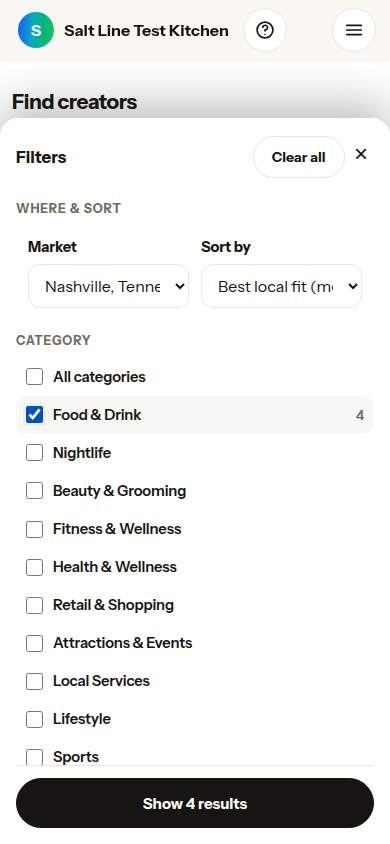 S Salt Line Test Kitchen
Find creators
Filters
Clear all
WHERE & SORT
Market
Sort by
Nashville, Tenne
Best local fit (mo
CATEGORY
All categories
Food & Drink 4
Nightlife
Beauty & Grooming
Fitness & Wellness
Health & Wellness
Retail & Shopping
Attractions & Events
Local Services
Lifestyle
Sports
Show 4 results